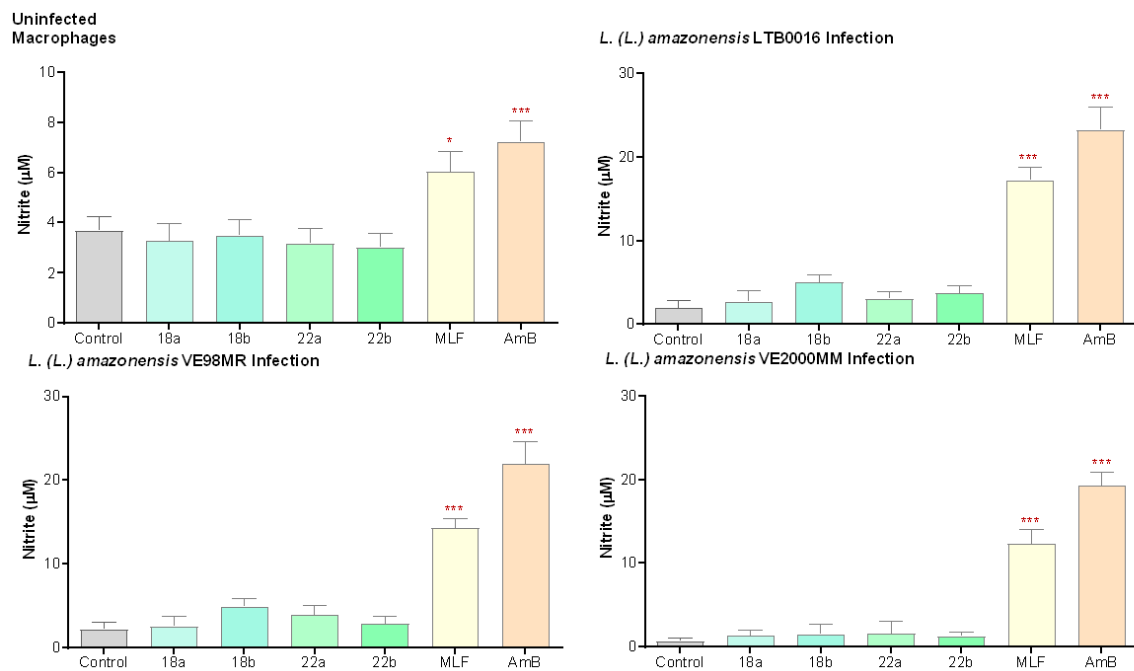 Uninfected
Macrophages
10
8
6
4
2
0
Nitrite (µM)
*
***
Control 18a 18b 22a 22b MLF AmB
L. (L.) amazonensis LTB0016 Infection
30
20
10
0
Nitrite (µM)
***
***
Control 18a 18b 22a 22b MLF AmB
L. (L.) amazonensis VE98MR Infection
30
20
10
0
Nitrite (µM)
***
***
Control 18a 18b 22a 22b MLF AmB
L. (L.) amazonensis VE2000MM Infection
30
20
10
0
Nitrite (µM)
***
***
Control 18a 18b 22a 22b MLF AmB